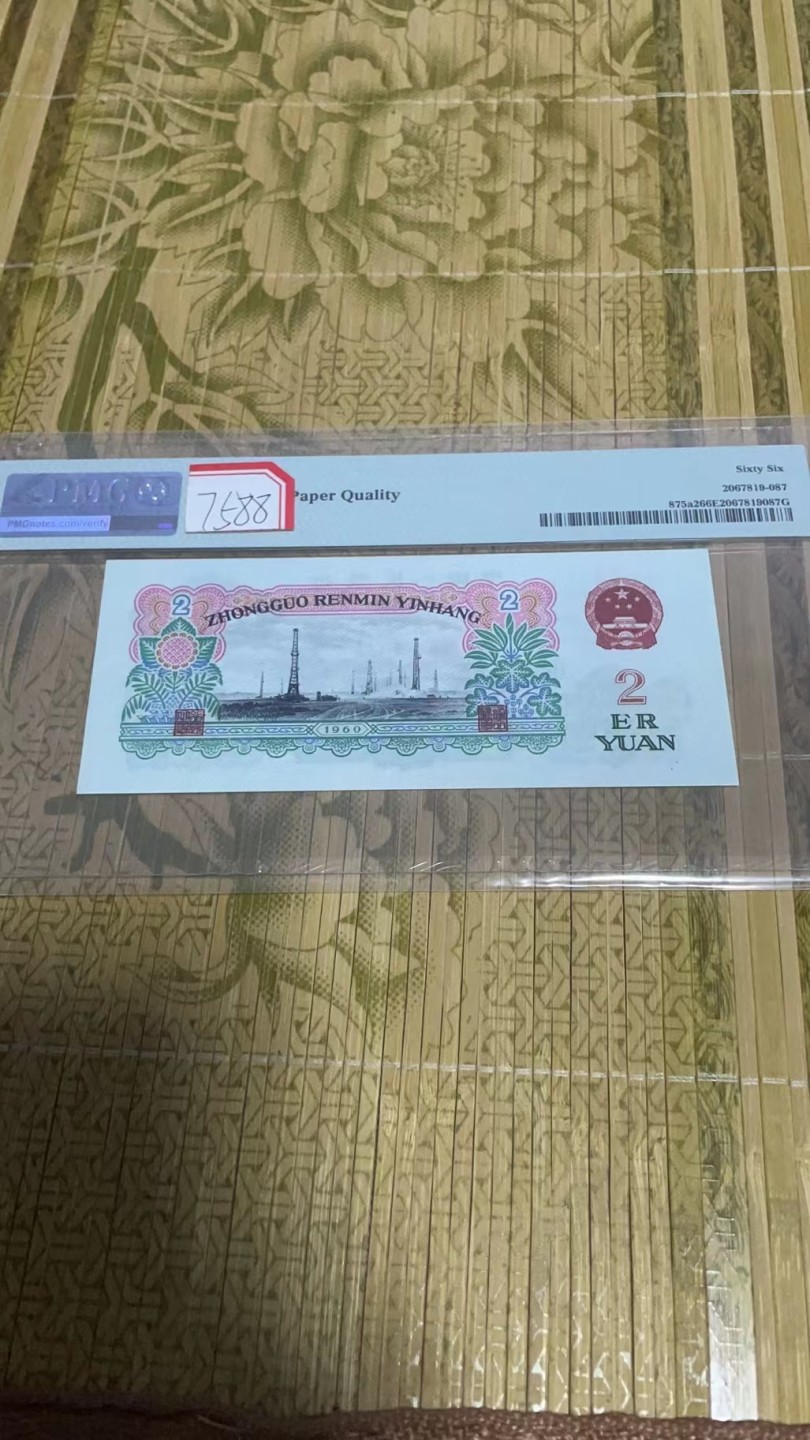 Sixty Six
PMG
7588
Paper Quality
2067819-087
PMGnotes.com/verify
875a266E2067819087G
2
2
ZHONGGUO RENMIN YINHANG
2
ER
YUAN
1960